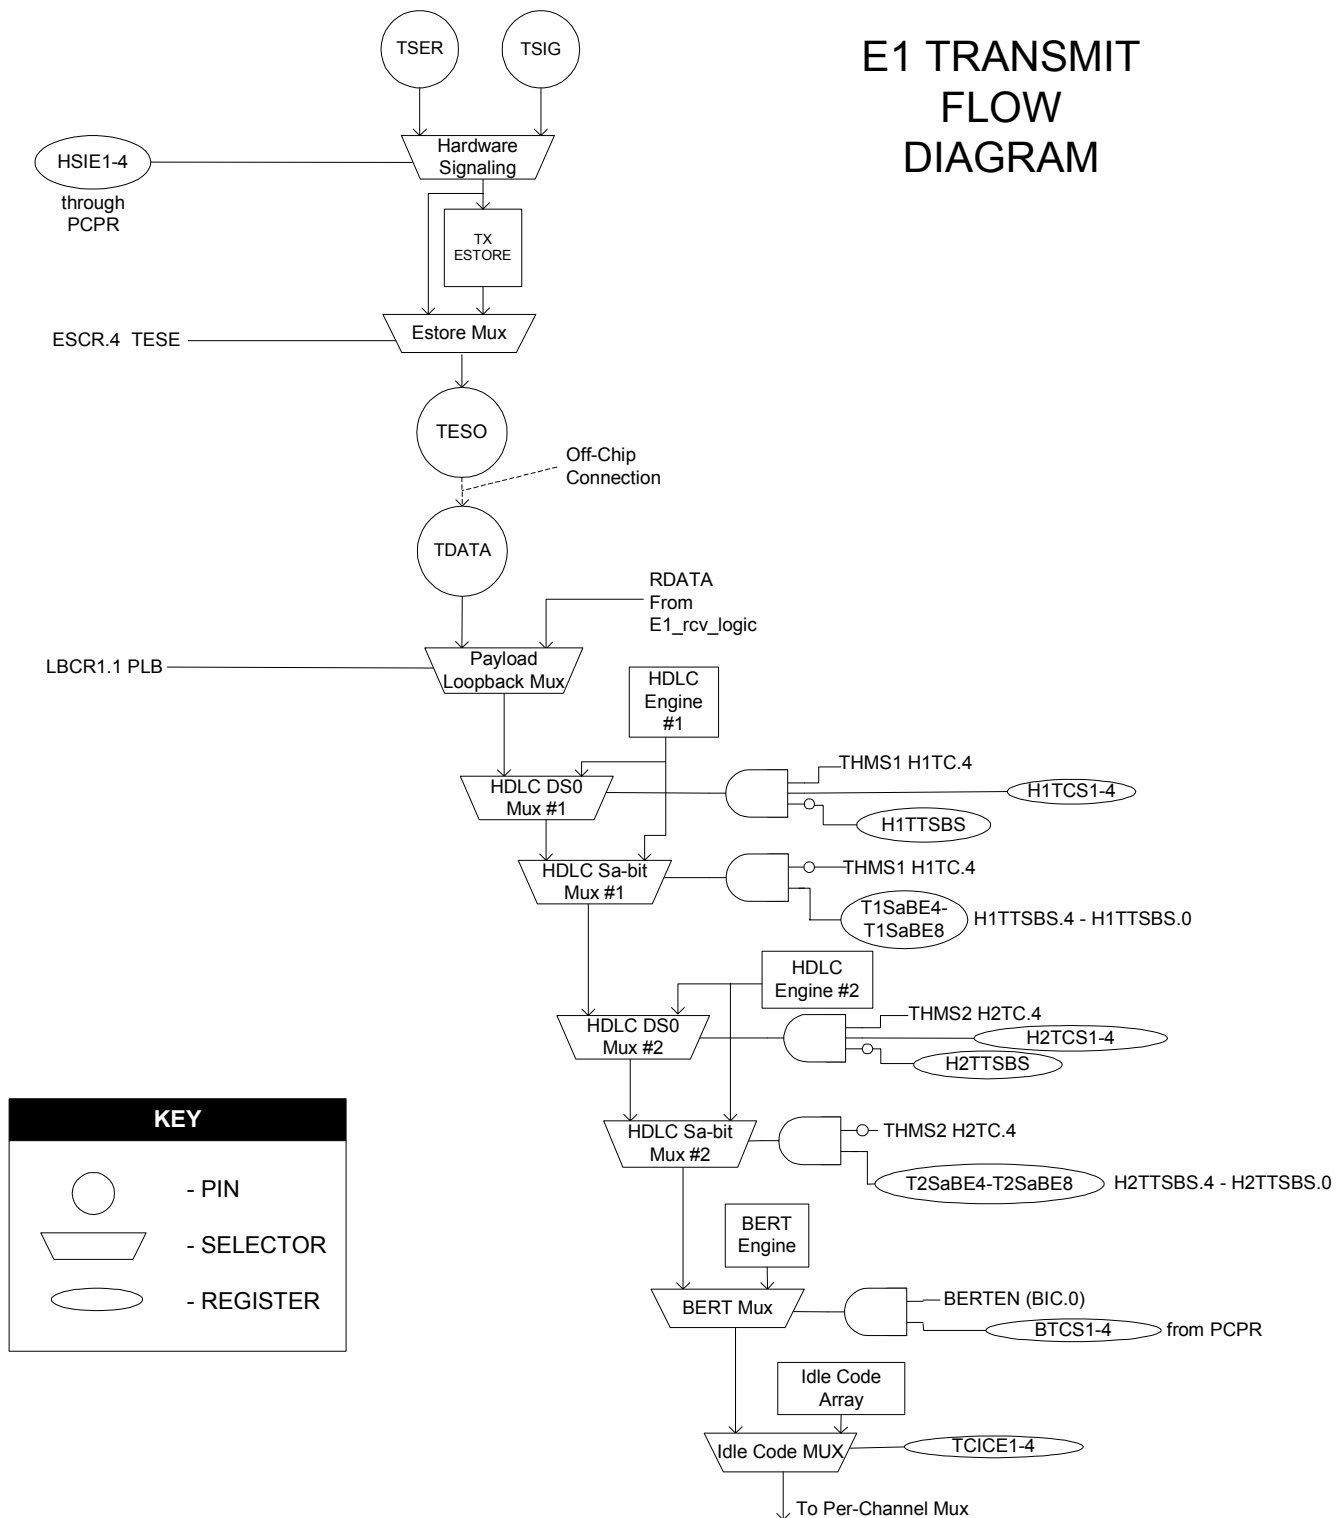 E1 TRANSMIT
FLOW
DIAGRAM
TSER
TSIG
Hardware
Signaling
HSIE1-4
through
PCPR
TX
ESTORE
Estore Mux
ESCR.4 TESE
TESO
Off-Chip
Connection
TDATA
RDATA
From
E1_rcv_logic
LBCR1.1 PLB
Payload
Loopback Mux
HDLC
Engine
#1
THMS1 H1TC.4
HDLC DS0
Mux #1
H1TCS1-4
H1TTSBS
HDLC Sa-bit
Mux #1
THMS1 H1TC.4
T1SaBE4-
T1SaBE8
H1TTSBS.4 - H1TTSBS.0
HDLC
Engine #2
THMS2 H2TC.4
HDLC DS0
Mux #2
H2TCS1-4
H2TTSBS
HDLC Sa-bit
Mux #2
THMS2 H2TC.4
T2SaBE4-T2SaBE8
H2TTSBS.4 - H2TTSBS.0
KEY
- PIN
- SELECTOR
- REGISTER
BERT
Engine
BERT Mux
BERTEN (BIC.0)
BTCS1-4
from PCPR
Idle Code
Array
Idle Code MUX
TCICE1-4
To Per-Channel Mux